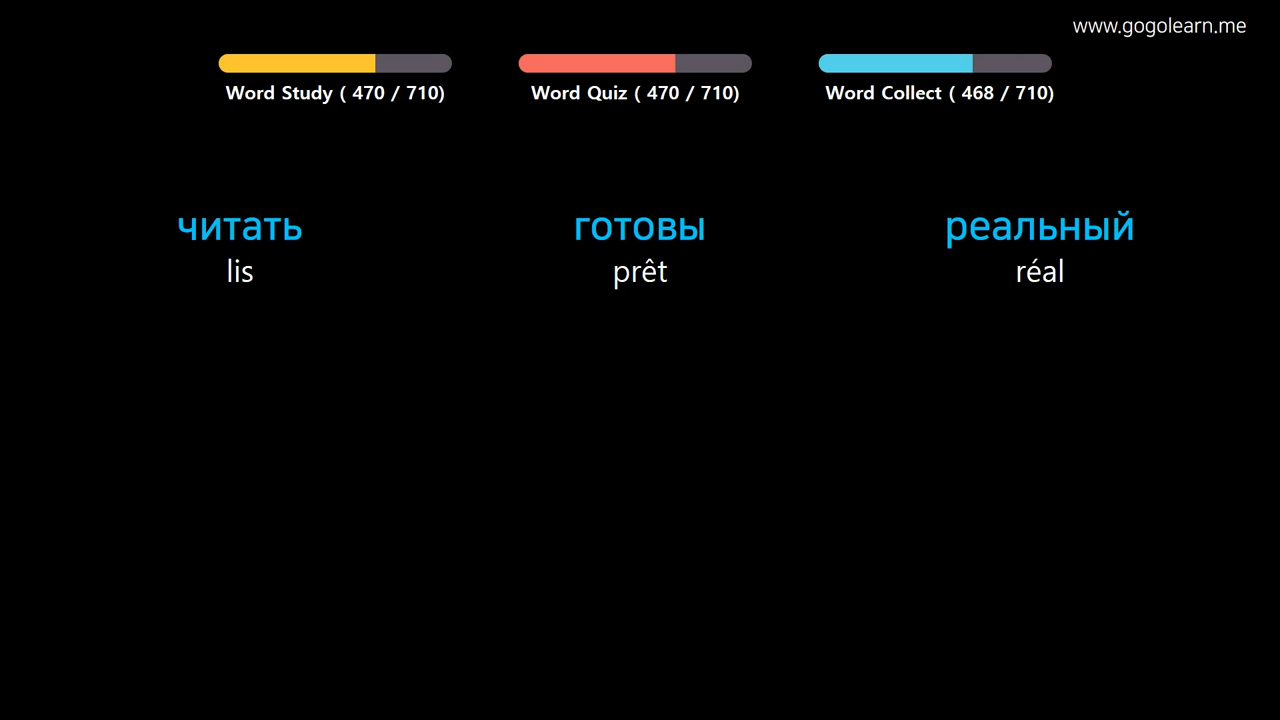 www.gogolearn.me
Word Study ( 470 / 710)
Word Quiz ( 470 / 710)
Word Collect ( 468 / 710)
читать
lis
готовы
prêt
реальный
réal